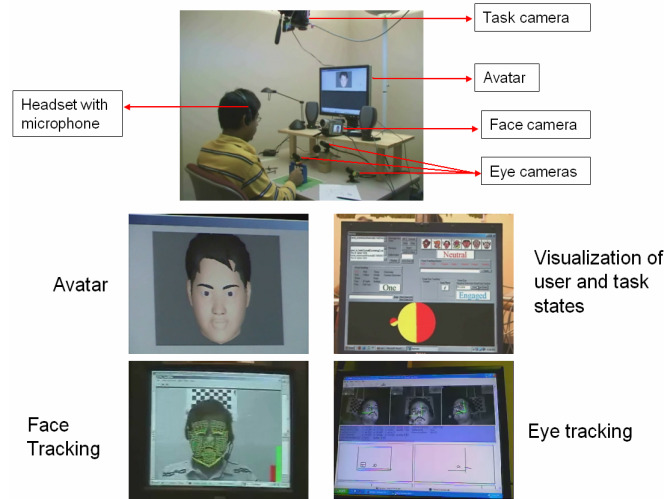 Task camera
Avatar
Headset with
microphone
Face camera
Eye cameras
Avatar
Neutral
One
Engaged
Visualization of
user and task
states
Face
Tracking
Eye tracking